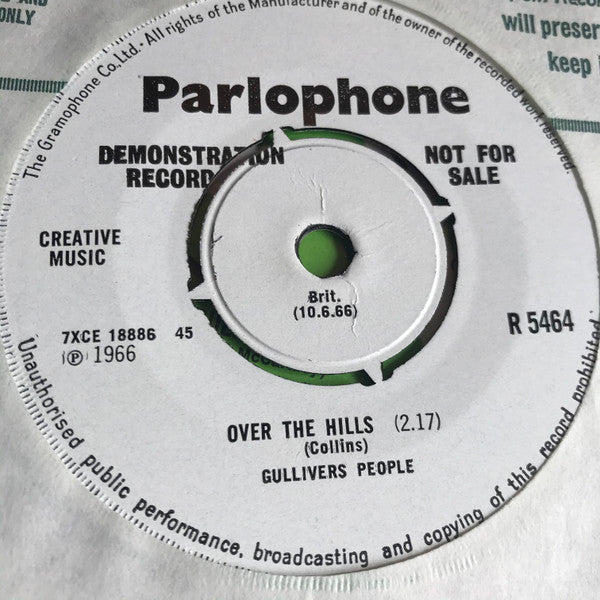 ONLY
will preser
keep
The Gramophone Co. Ltd. · All rights of the Manufacturer and of the owner of the recorded work reserved.
Parlophone
DEMONSTRATION
RECORD
NOT FOR
SALE
CREATIVE
MUSIC
Brit.
(10.6.66)
7XCE 18886 45
℗ 1966
R 5464
OVER THE HILLS (2.17)
(Collins)
GULLIVERS PEOPLE
Unauthorised public performance, broadcasting and copying of this record prohibited